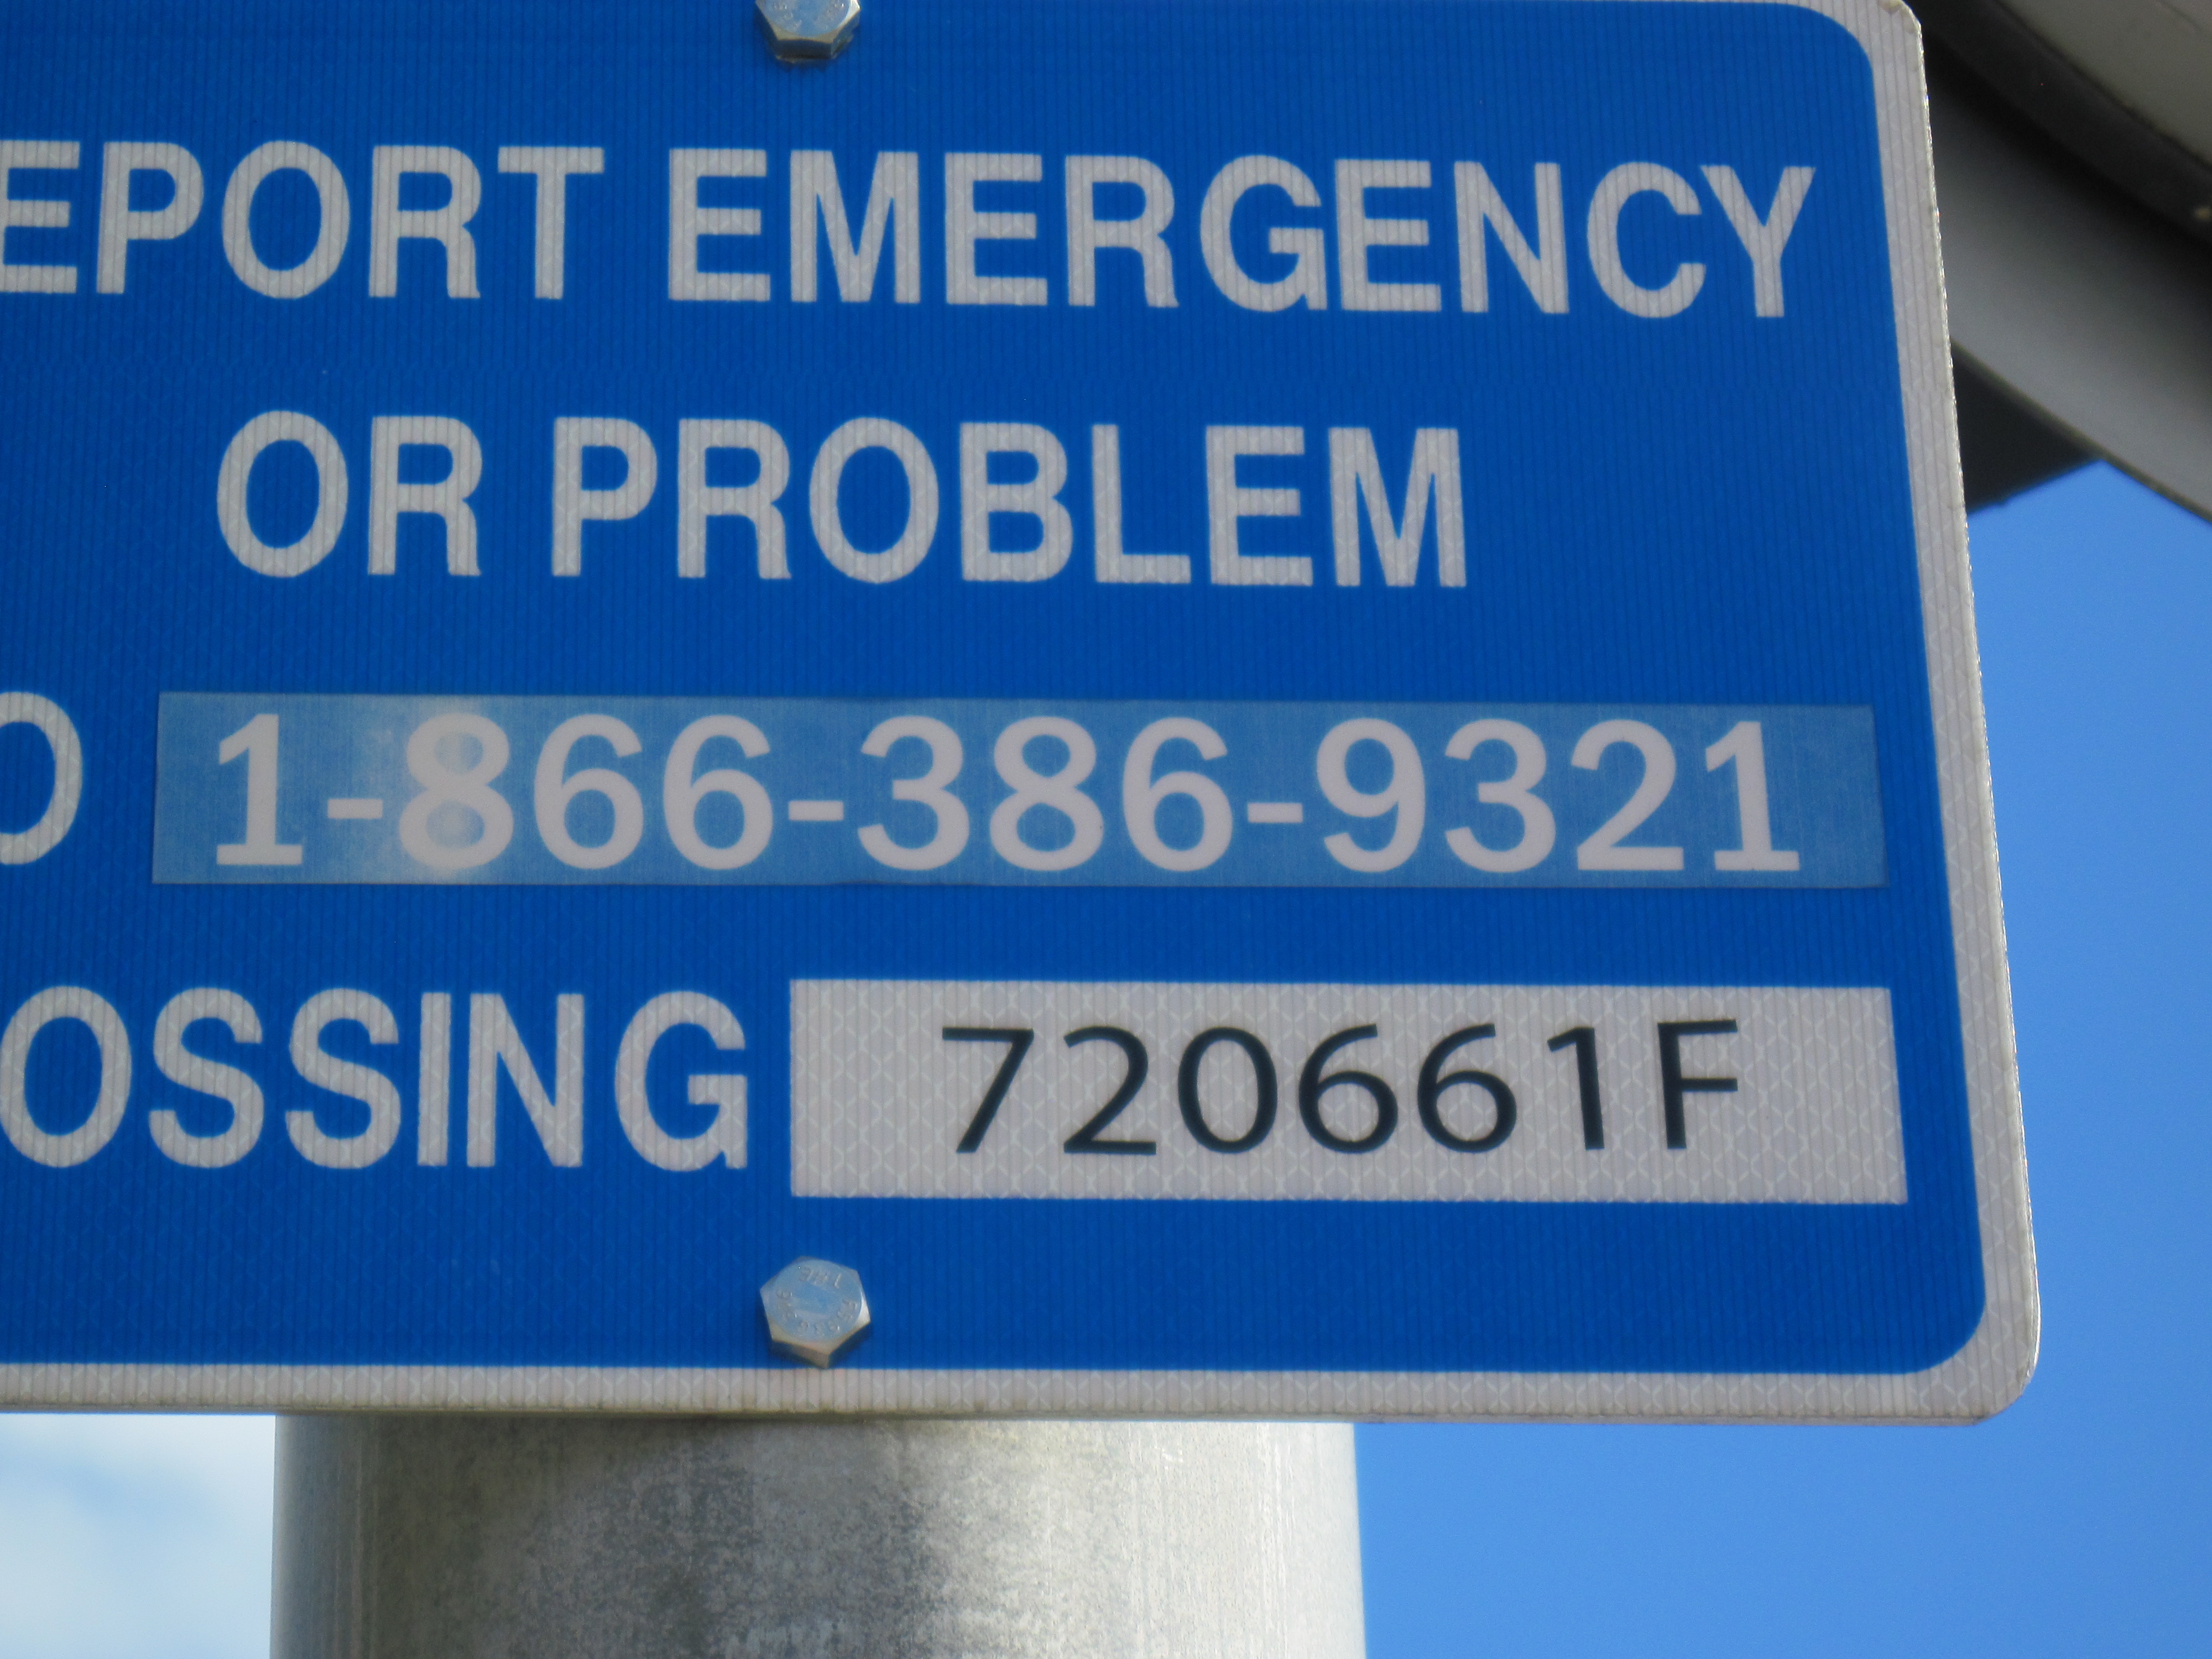 EPORT EMERGENCY
OR PROBLEM
O 1-866-386-9321
OSSING 720661F